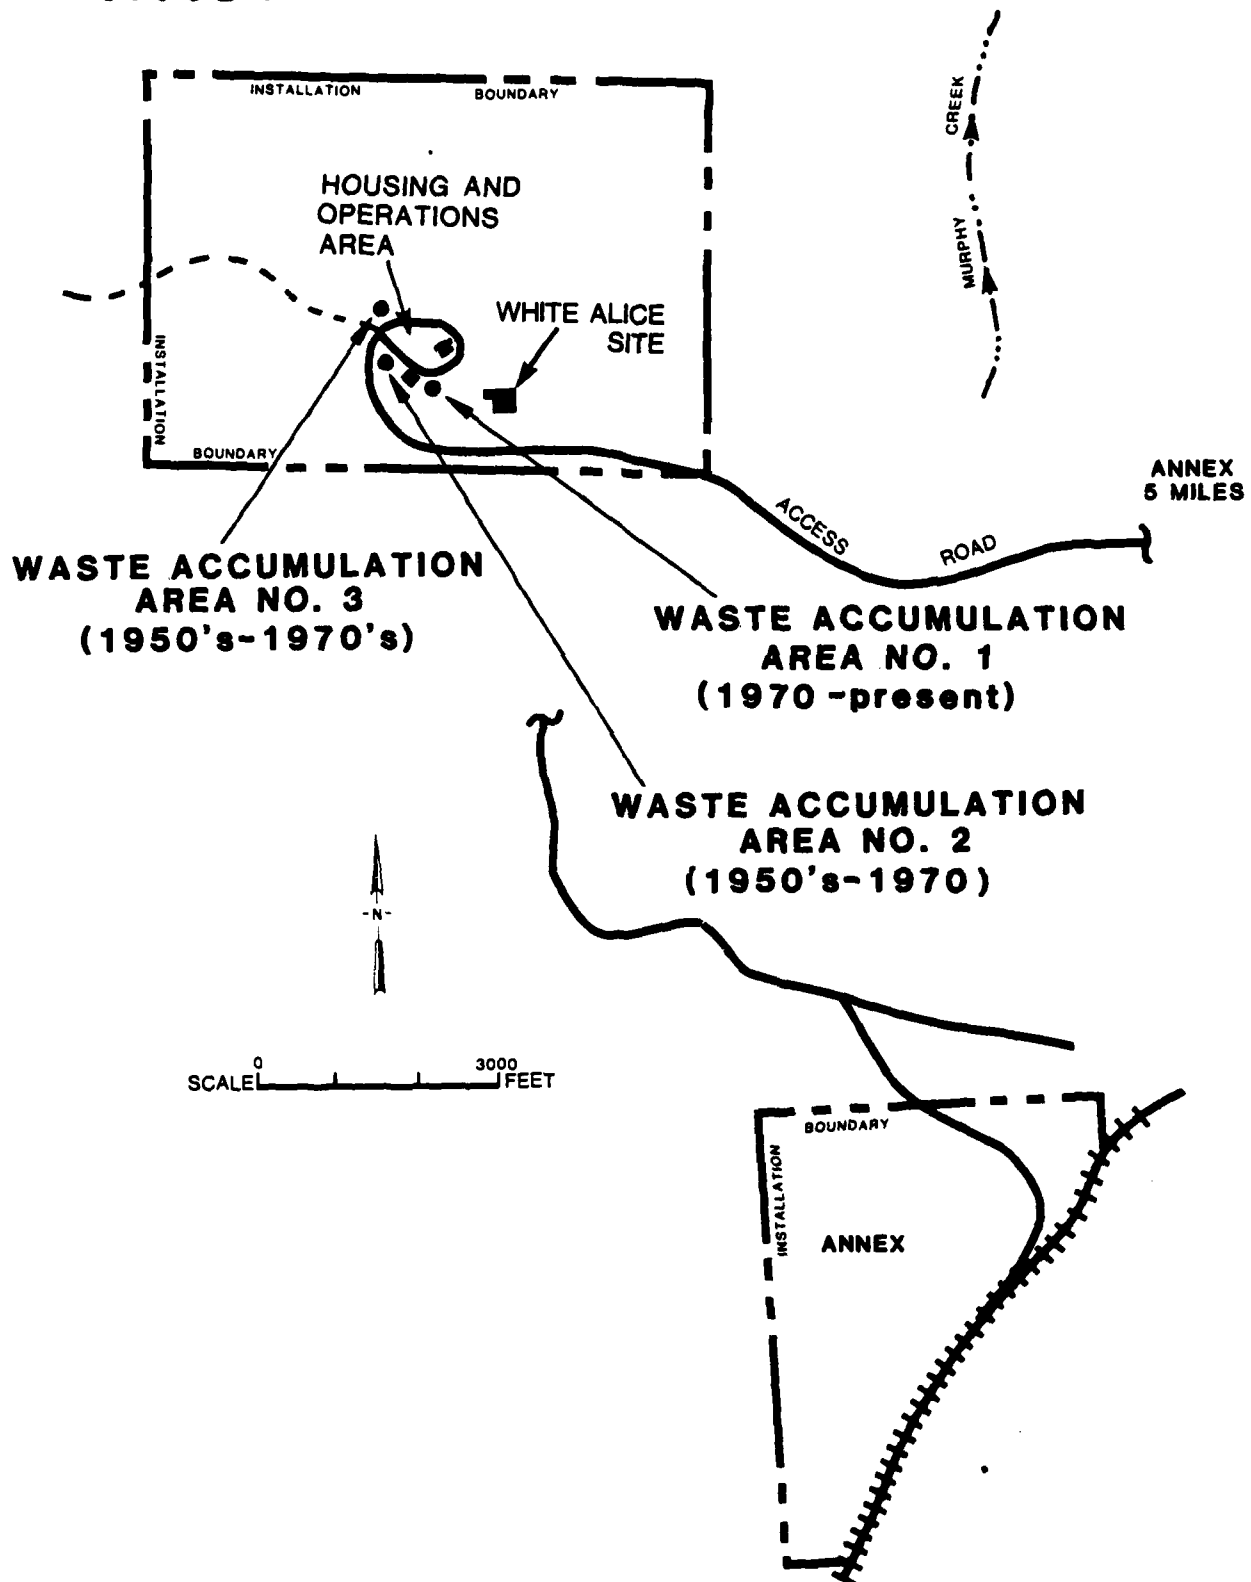 INSTALLATION BOUNDARY
CREEK
MURPHY
HOUSING AND
OPERATIONS
AREA
WHITE ALICE
SITE
INSTALLATION
BOUNDARY
ANNEX
5 MILES
ACCESS ROAD
WASTE ACCUMULATION
AREA NO. 3
(1950's-1970's)
WASTE ACCUMULATION
AREA NO. 1
(1970-present)
WASTE ACCUMULATION
AREA NO. 2
(1950's-1970)
-N-
0 3000
SCALE FEET
BOUNDARY
INSTALLATION
ANNEX